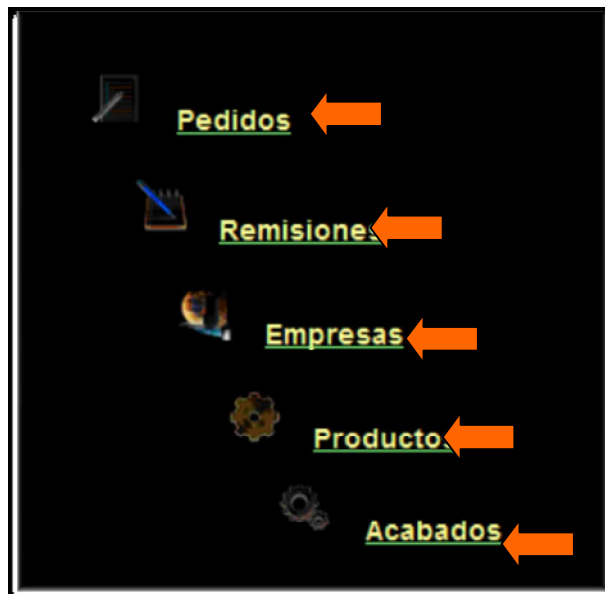 Pedidos
Remisiones
Empresas
Productos
Acabados